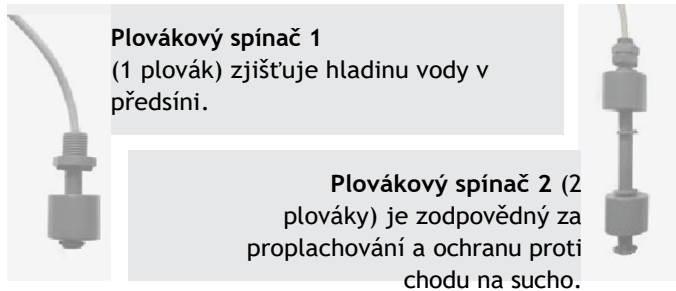 Plovákový spínač 1
(1 plovák) zjišťuje hladinu vody v
předsíni.
Plovákový spínač 2 (2
plováky) je zodpovědný za
proplachování a ochranu proti
chodu na sucho.